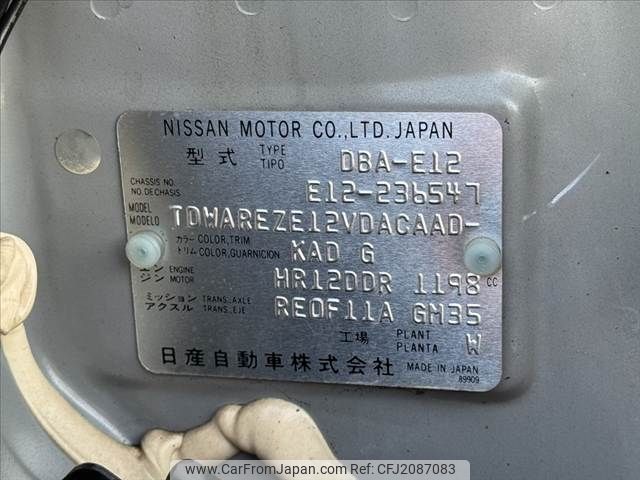 NISSAN MOTOR CO.,LTD. JAPAN
型式 TYPE TIPO DBA-E12
CHASSIS NO. NO.DECHASIS E12-236547
MODEL MODELO TDWAREZE12VDACAAD-
カラー COLOR,TRIM トリム COLOR,GUARNICION KAD G
エンジン ENGINE MOTOR HR12DDR 1198 CC
ミッション TRANS.AXLE アクスル TRANS.EJE RE0F11A GM35
工場 PLANT PLANTA W
日産自動車株式会社 MADE IN JAPAN
89909
www.CarFromJapan.com CarFromJapan - CFJ2087083